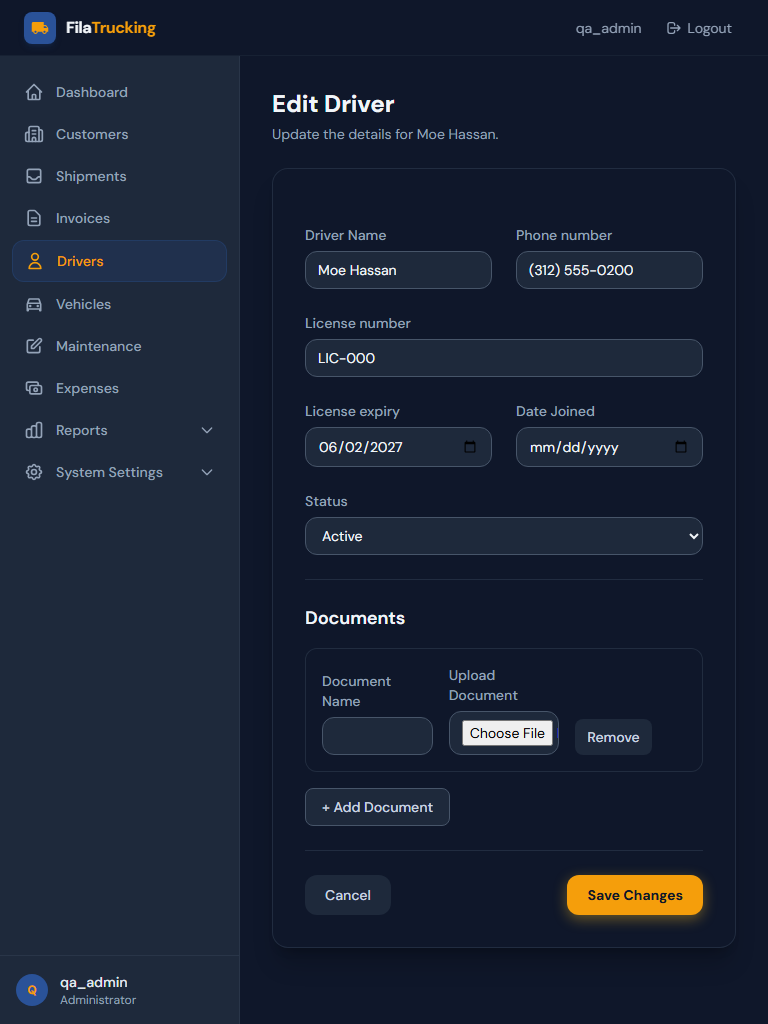 FilaTrucking
qa_admin
Logout
Dashboard
Customers
Shipments
Invoices
Drivers
Vehicles
Maintenance
Expenses
Reports
System Settings
Q
qa_admin
Administrator
Edit Driver
Update the details for Moe Hassan.
Driver Name
Phone number
Moe Hassan
(312) 555-0200
License number
LIC-000
License expiry
Date Joined
06/02/2027
mm/dd/yyyy
Status
Active
Documents
Document
Name
Upload
Document
Choose File
Remove
+ Add Document
Cancel
Save Changes